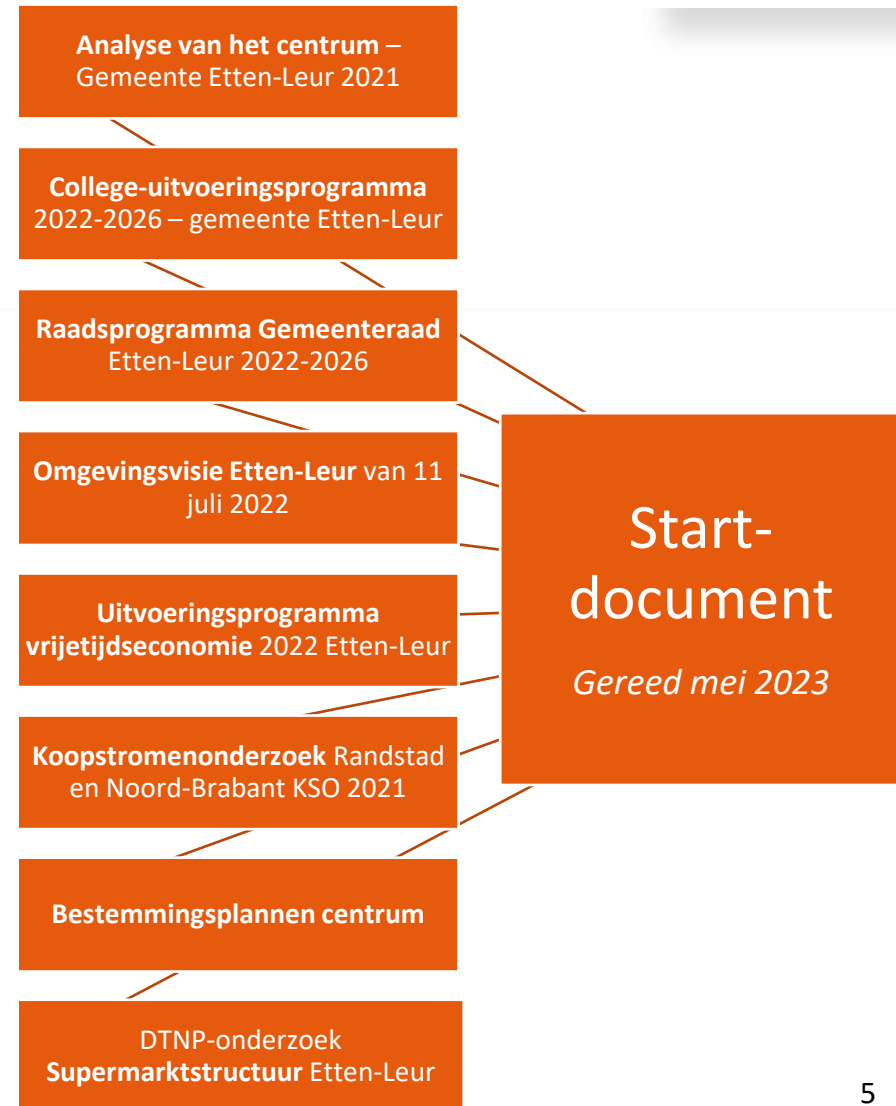 Analyse van het centrum –
Gemeente Etten-Leur 2021
College-uitvoeringsprogramma
2022-2026 – gemeente Etten-Leur
Raadsprogramma Gemeenteraad
Etten-Leur 2022-2026
Omgevingsvisie Etten-Leur van 11
juli 2022
Uitvoeringsprogramma
vrijetijdseconomie 2022 Etten-Leur
Koopstromenonderzoek Randstad
en Noord-Brabant KSO 2021
Bestemmingsplannen centrum
DTNP-onderzoek
Supermarktstructuur Etten-Leur
Start-
document
Gereed mei 2023
5